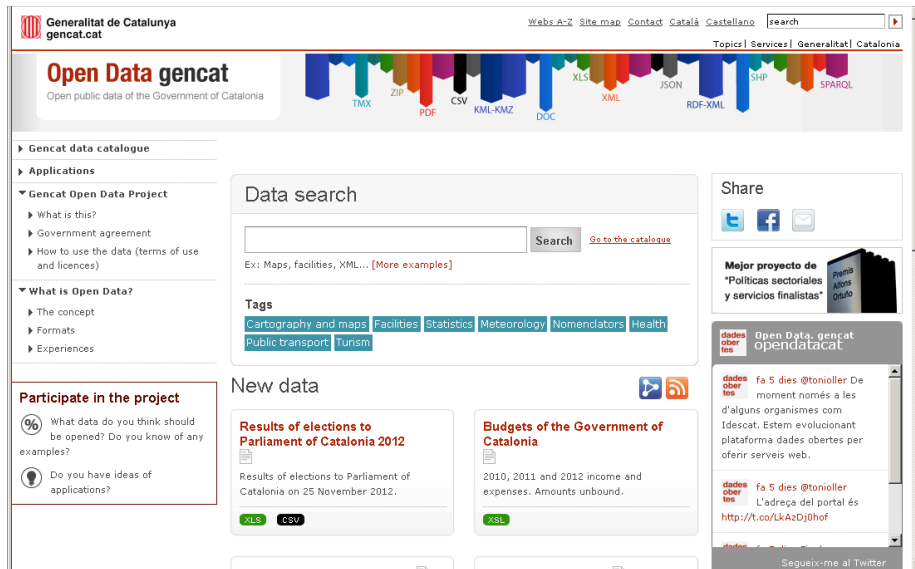 Generalitat de Catalunya
gencat.cat
Webs A-Z Site map Contact Català Castellano search
Topics| Services| Generalitat| Catalonia
Open Data gencat
Open public data of the Government of Catalonia
TMX
ZIP
PDF
CSV
KML-KMZ
DOC
XLS
XML
JSON
RDF-XML
SHP
SPARQL
Gencat data catalogue
Applications
Gencat Open Data Project
What is this?
Government agreement
How to use the data (terms of use
and licences)
What is Open Data?
The concept
Formats
Experiences
Participate in the project
What data do you think should
be opened? Do you know of any
examples?
Do you have ideas of
applications?
Data search
Search Go to the catalogue
Ex: Maps, facilities, XML... [More examples]
Tags
Cartography and maps Facilities Statistics Meteorology Nomenclators Health
Public transport Turism
New data
Results of elections to
Parliament of Catalonia 2012
Results of elections to Parliament of
Catalonia on 25 November 2012.
XLS CSV
Budgets of the Government of
Catalonia
2010, 2011 and 2012 income and
expenses. Amounts unbound.
XSL
Share
Mejor proyecto de
"Políticas sectoriales
y servicios finalistas"
Premis
Alfons
Ortuño
dades
ober
tes
Open Data. gencat
opendatacat
dades
ober
tes
fa 5 dies @tonioller De
moment només a les
d'alguns organismes com
Idescat. Estem evolucionant
plataforma dades obertes per
oferir serveis web.
dades
ober
tes
fa 5 dies @tonioller
L'adreça del portal és
http://t.co/LkAzDj0hof
Segueix-me al Twitter